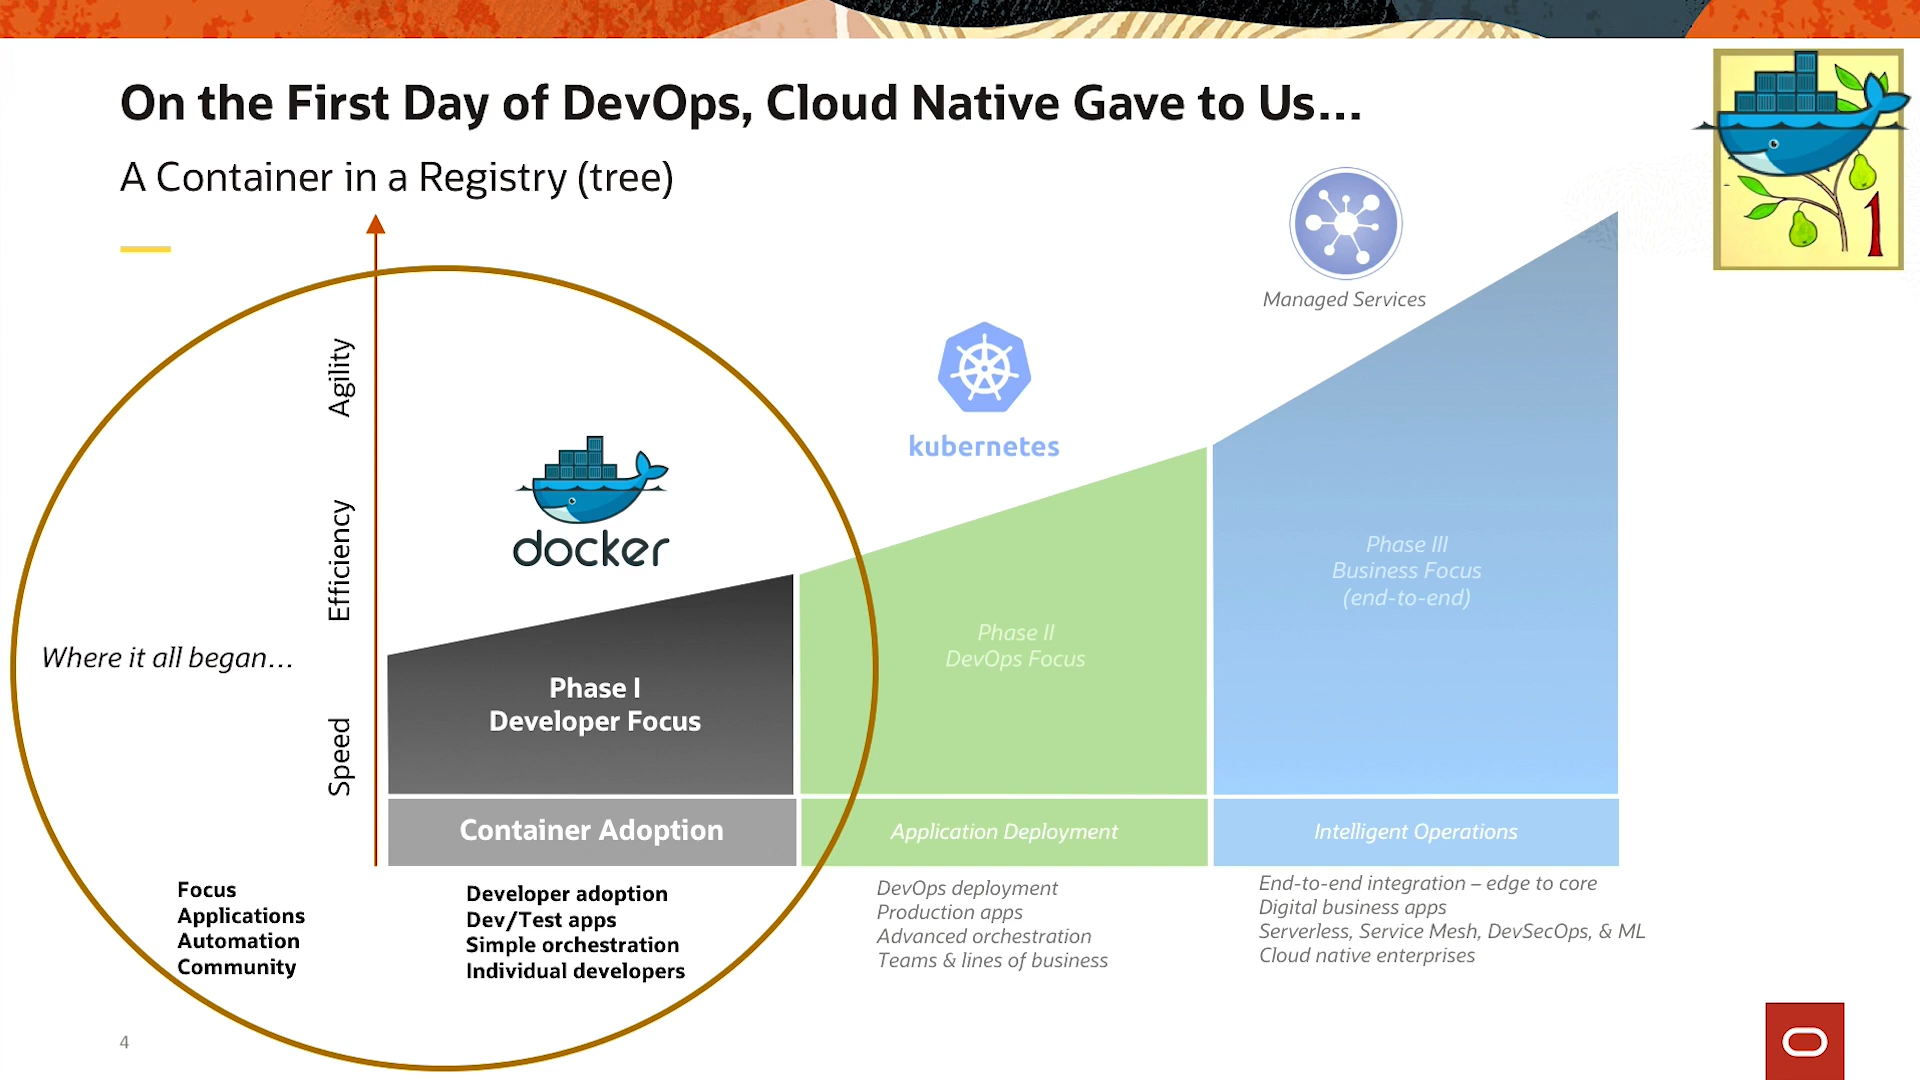 On the First Day of DevOps, Cloud Native Gave to Us...
A Container in a Registry (tree)
1
Managed Services
kubernetes
docker
Agility
Efficiency
Speed
Where it all began...
Phase I
Developer Focus
Phase II
DevOps Focus
Phase III
Business Focus
(end-to-end)
Container Adoption
Application Deployment
Intelligent Operations
Focus
Applications
Automation
Community
Developer adoption
Dev/Test apps
Simple orchestration
Individual developers
DevOps deployment
Production apps
Advanced orchestration
Teams & lines of business
End-to-end integration – edge to core
Digital business apps
Serverless, Service Mesh, DevSecOps, & ML
Cloud native enterprises
4